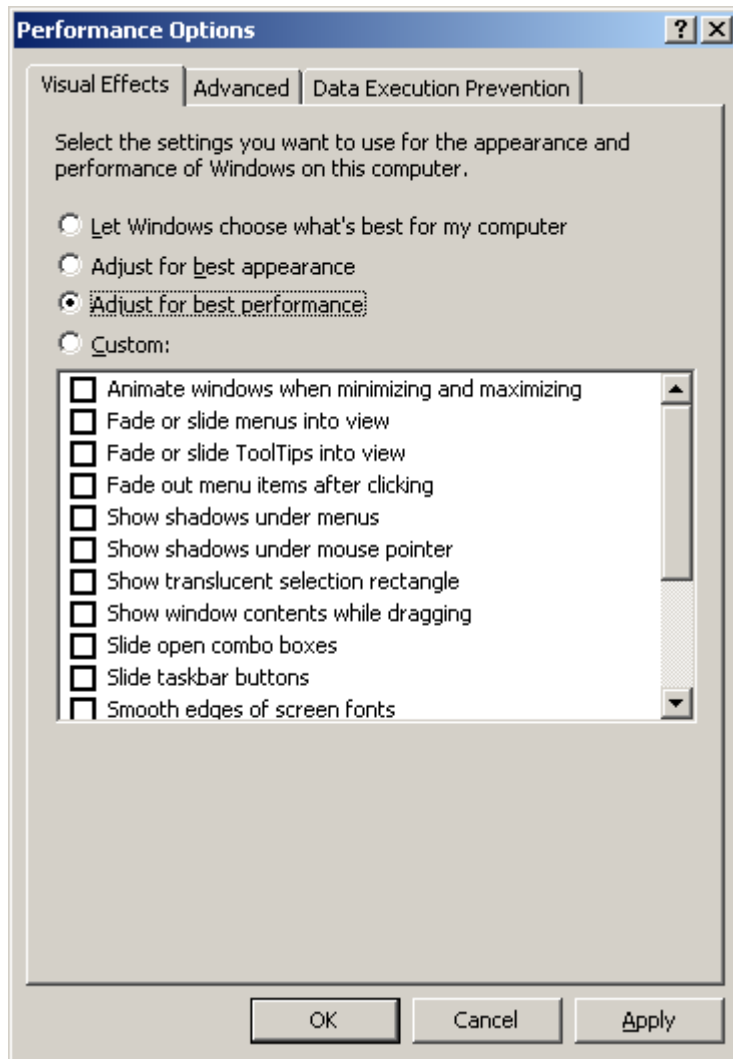 Performance Options
Visual Effects Advanced Data Execution Prevention
Select the settings you want to use for the appearance and
performance of Windows on this computer.
Let Windows choose what's best for my computer
Adjust for best appearance
Adjust for best performance
Custom:
Animate windows when minimizing and maximizing
Fade or slide menus into view
Fade or slide ToolTips into view
Fade out menu items after clicking
Show shadows under menus
Show shadows under mouse pointer
Show translucent selection rectangle
Show window contents while dragging
Slide open combo boxes
Slide taskbar buttons
Smooth edges of screen fonts
OK Cancel Apply